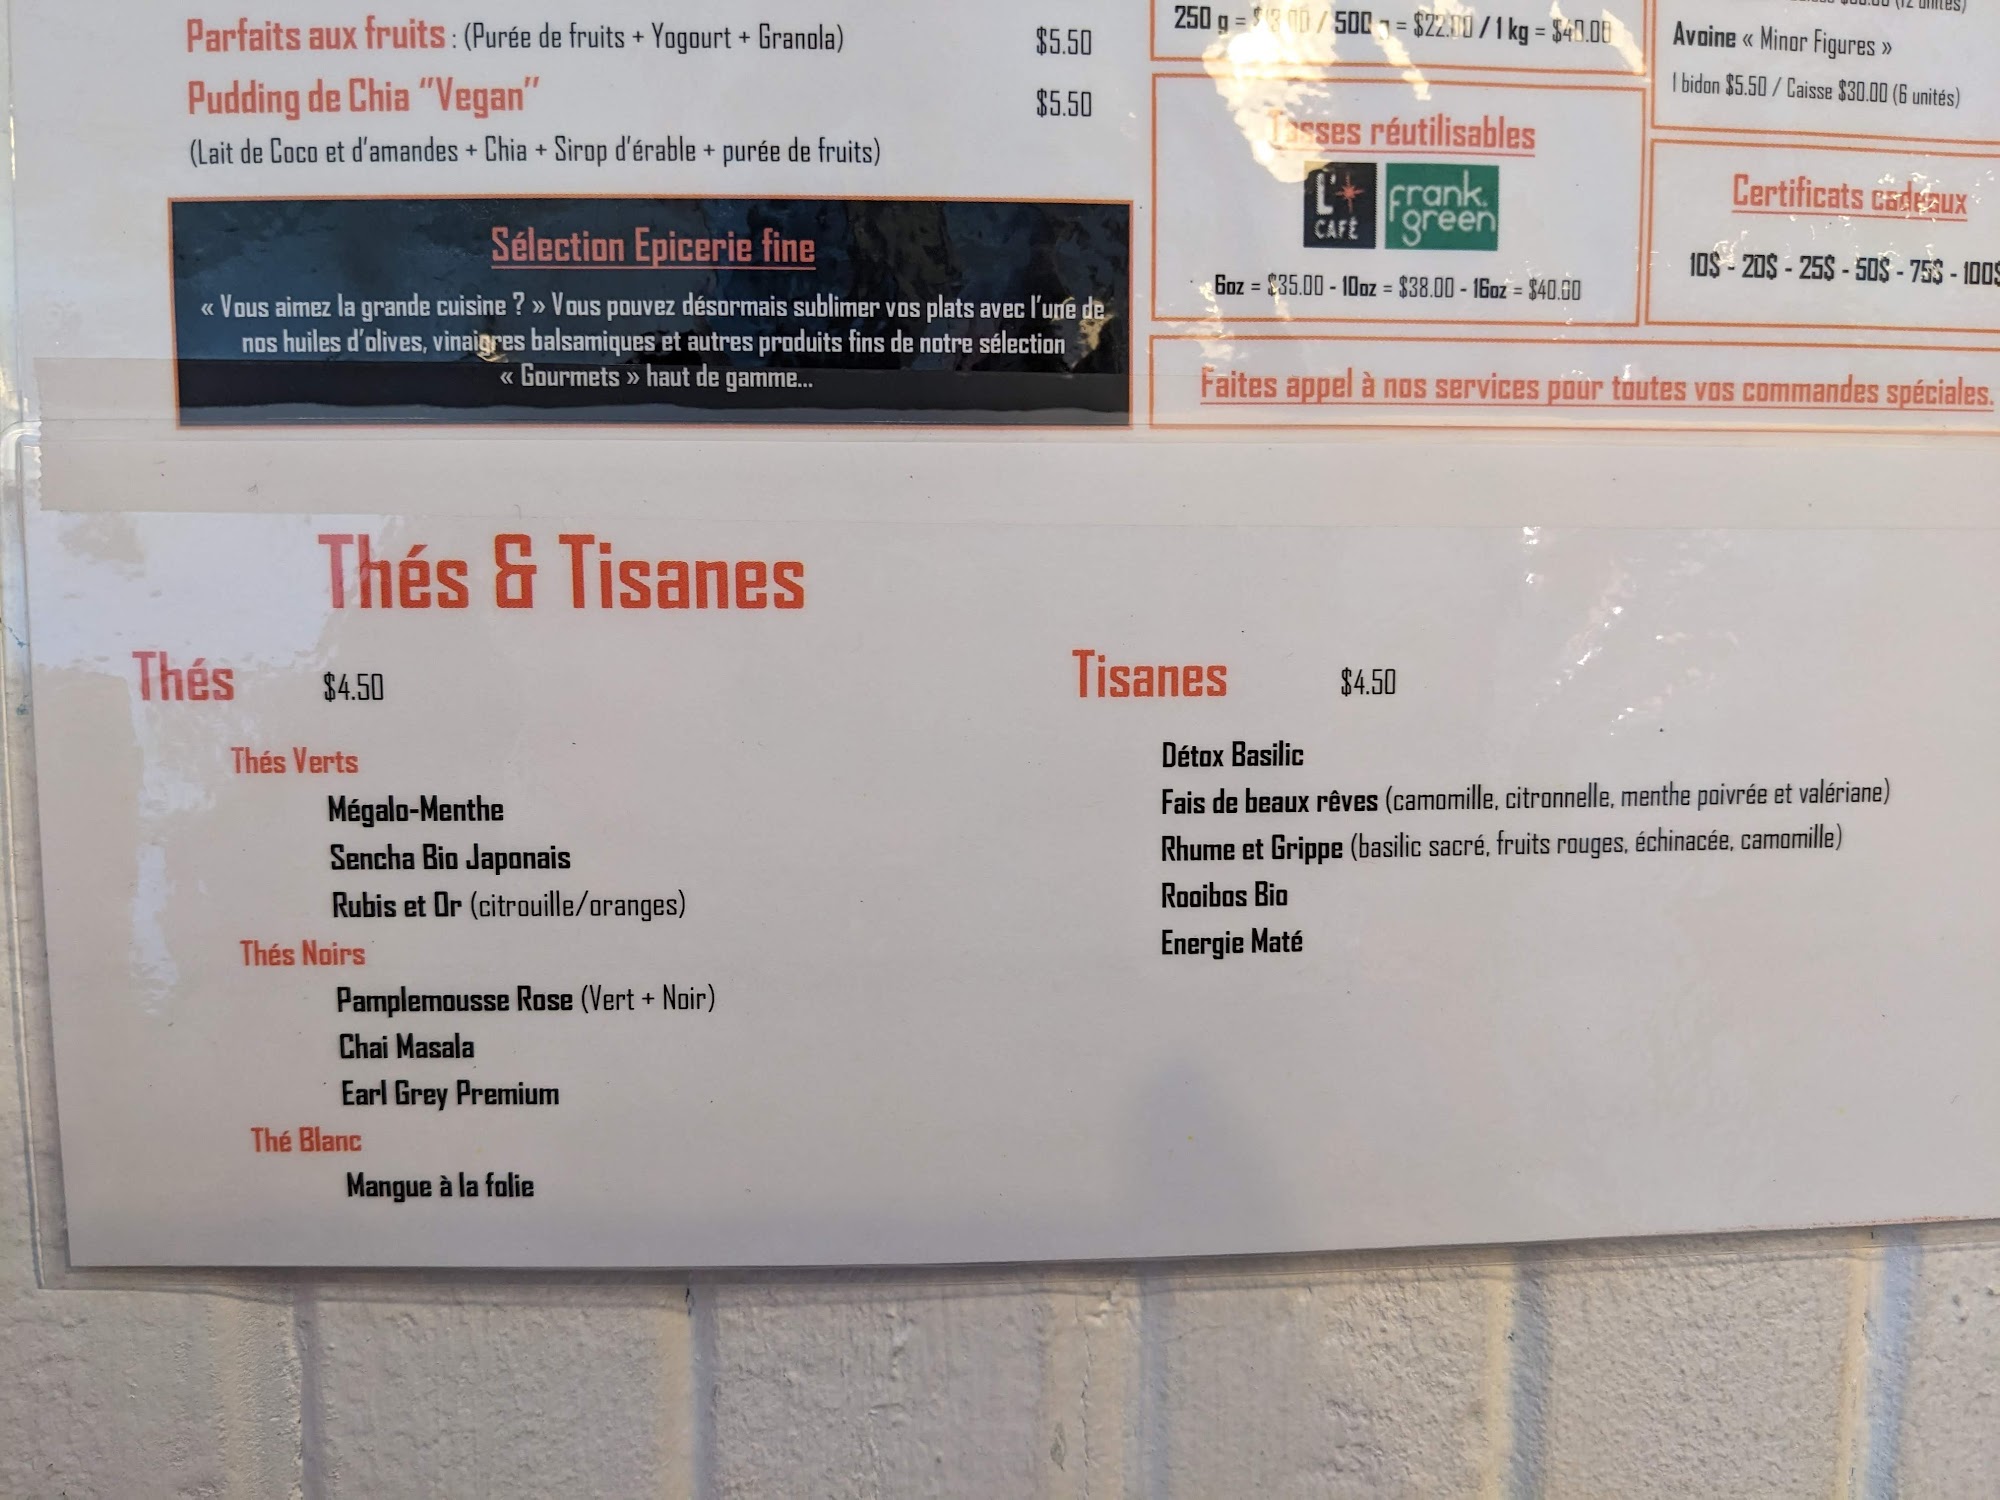 Parfaits aux fruits : (Purée de fruits + Yogourt + Granola) $5.50
Pudding de Chia "Vegan" $5.50
(Lait de Coco et d'amandes + Chia + Sirop d'érable + purée de fruits)
Sélection Epicerie fine
« Vous aimez la grande cuisine ? » Vous pouvez désormais sublimer vos plats avec l'une de
nos huiles d'olives, vinaigres balsamiques et autres produits fins de notre sélection
« Gourmets » haut de gamme...
250 g = / 500 g = $22.00 / 1 kg = $40.00
Tasses réutilisables
L' CAFÉ
frank.
green
6oz = $35.00 - 10oz = $38.00 - 16oz = $40.00
(12 unités)
Avoine « Minor Figures »
1 bidon $5.50 / Caisse $30.00 (6 unités)
Certificats cadeaux
10$ - 20$ - 25$ - 50$ - 75$ - 100$
Faites appel à nos services pour toutes vos commandes spéciales.
Thés & Tisanes
Thés $4.50
Thés Verts
Mégalo-Menthe
Sencha Bio Japonais
Rubis et Or (citrouille/oranges)
Thés Noirs
Pamplemousse Rose (Vert + Noir)
Chai Masala
Earl Grey Premium
Thé Blanc
Mangue à la folie
Tisanes $4.50
Détox Basilic
Fais de beaux rêves (camomille, citronnelle, menthe poivrée et valériane)
Rhume et Grippe (basilic sacré, fruits rouges, échinacée, camomille)
Rooibos Bio
Energie Maté